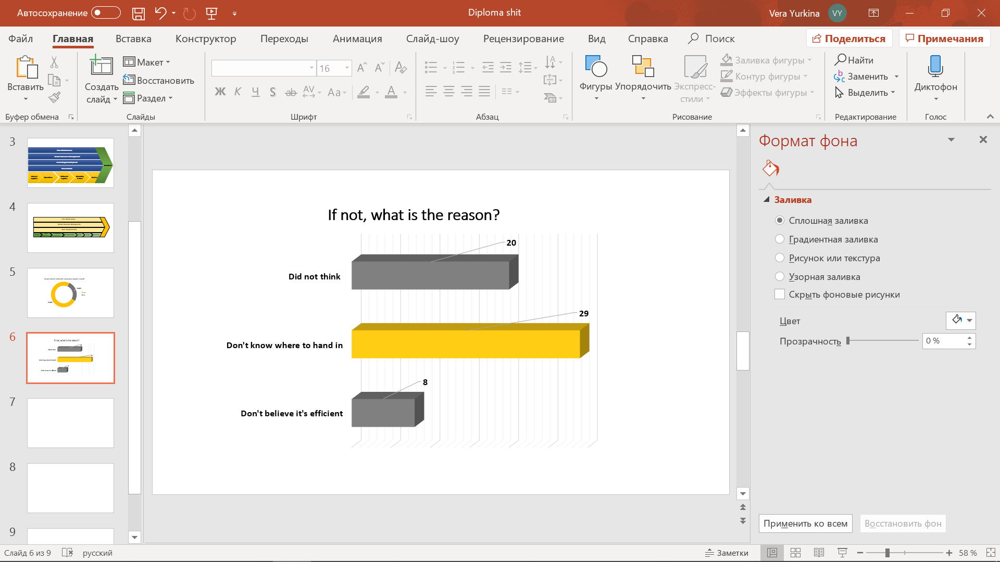 Автосохранение
Diploma shit
Vera Yurkina
VY
Файл
Главная
Вставка
Конструктор
Переходы
Анимация
Слайд-шоу
Рецензирование
Вид
Справка
Поиск
Поделиться
Примечания
Вставить
Буфер обмена
Создать слайд
Макет
Восстановить
Раздел
Слайды
16
Ж К Ч S ab AV Aa А
Шрифт
Абзац
Фигуры
Упорядочить
Экспресс-стили
Заливка фигуры
Контур фигуры
Эффекты фигуры
Рисование
Найти
Заменить
Выделить
Редактирование
Диктофон
Голос
3
4
5
6
7
8
9
If not, what is the reason?
20
Did not think
29
Don't know where to hand in
8
Don't believe it's efficient
Формат фона
Заливка
Сплошная заливка
Градиентная заливка
Рисунок или текстура
Узорная заливка
Скрыть фоновые рисунки
Цвет
Прозрачность
0 %
Применить ко всем
Восстановить фон
Слайд 6 из 9
русский
Заметки
58 %